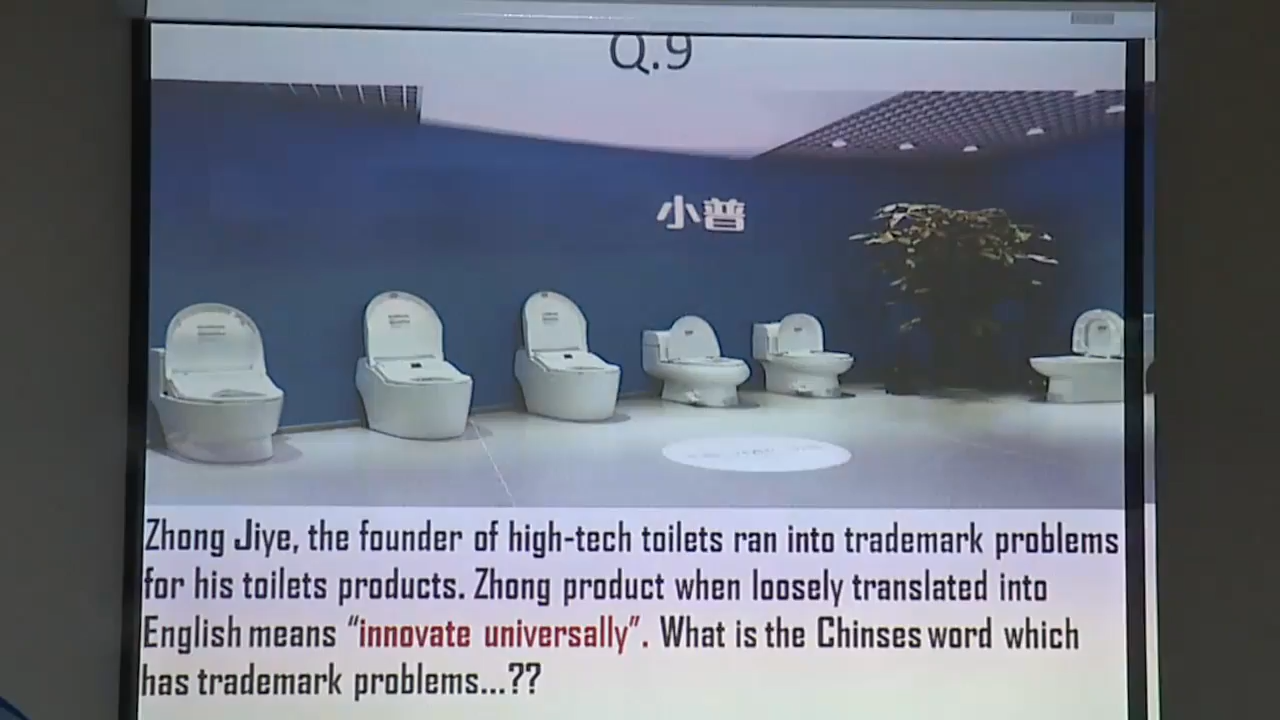 Q.9
小普
Zhong Jiye, the founder of high-tech toilets ran into trademark problems
for his toilets products. Zhong product when loosely translated into
English means “innovate universally”. What is the Chinses word which
has trademark problems...??